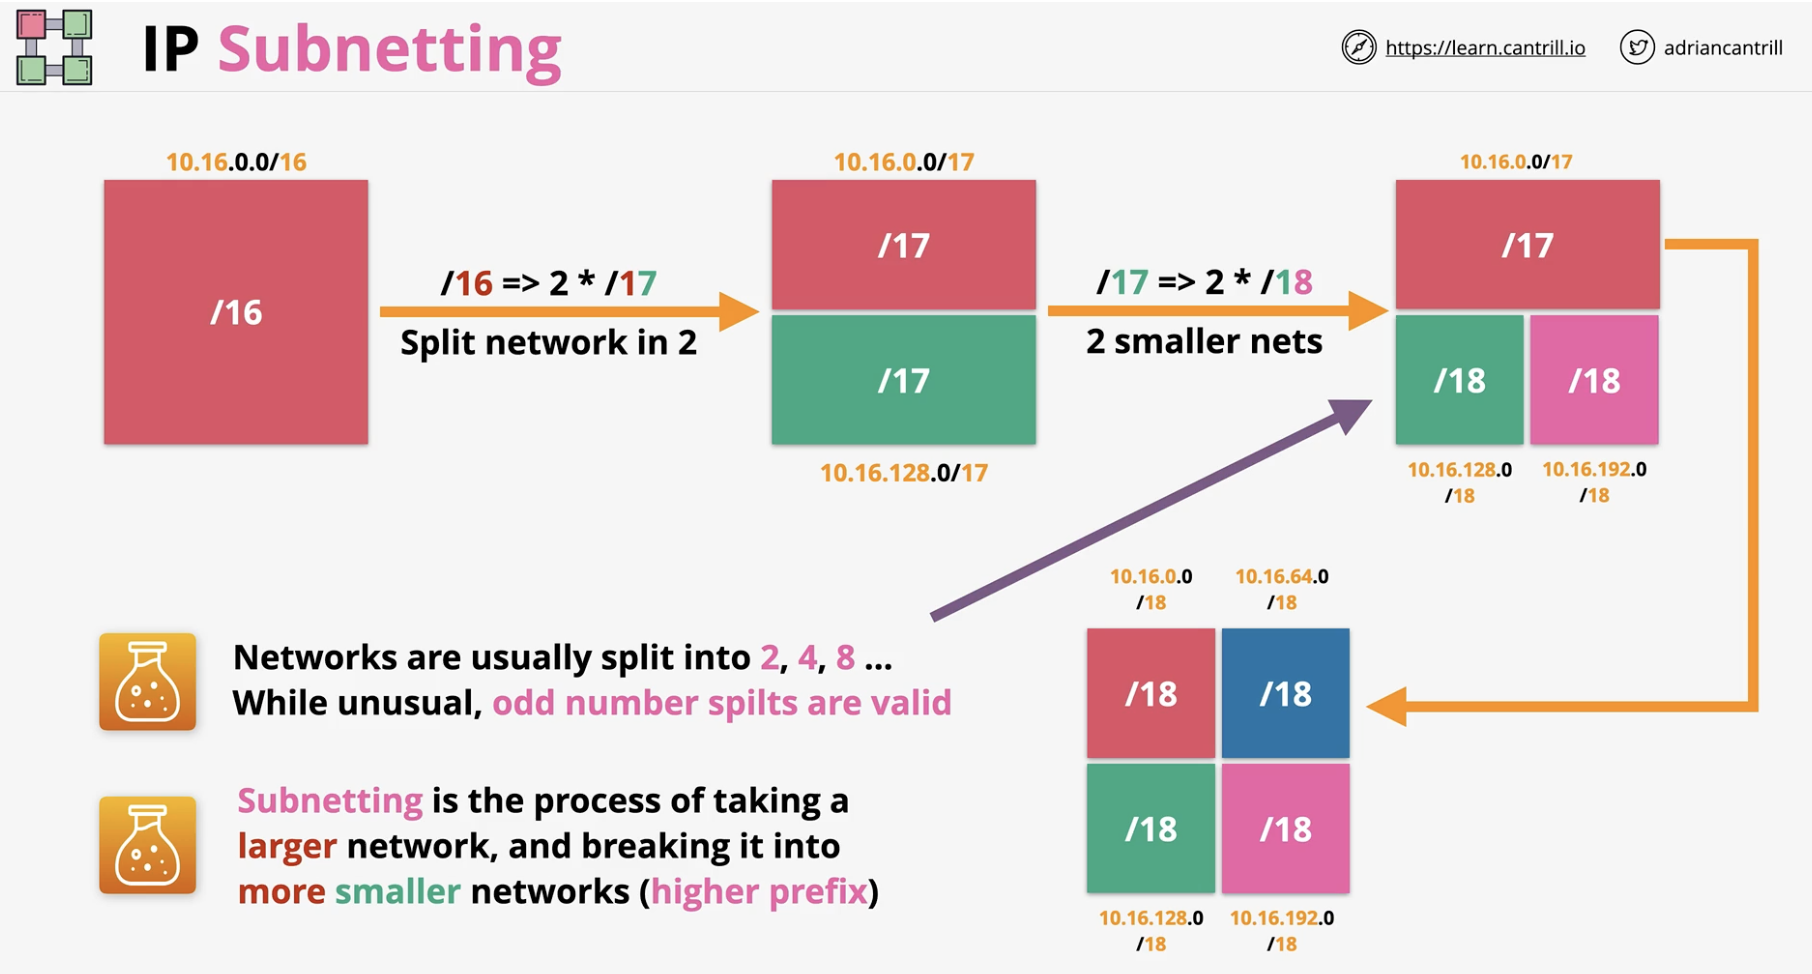 IP Subnetting
https://learn.cantrill.io
adriancantrill
10.16.0.0/16
/16
/16 => 2 * /17
Split network in 2
10.16.0.0/17
/17
/17
10.16.128.0/17
/17 => 2 * /18
2 smaller nets
10.16.0.0/17
/17
/18
/18
10.16.128.0
/18
10.16.192.0
/18
Networks are usually split into 2, 4, 8 ...
While unusual, odd number spilts are valid
Subnetting is the process of taking a
larger network, and breaking it into
more smaller networks (higher prefix)
10.16.0.0
/18
10.16.64.0
/18
/18
/18
/18
/18
10.16.128.0
/18
10.16.192.0
/18